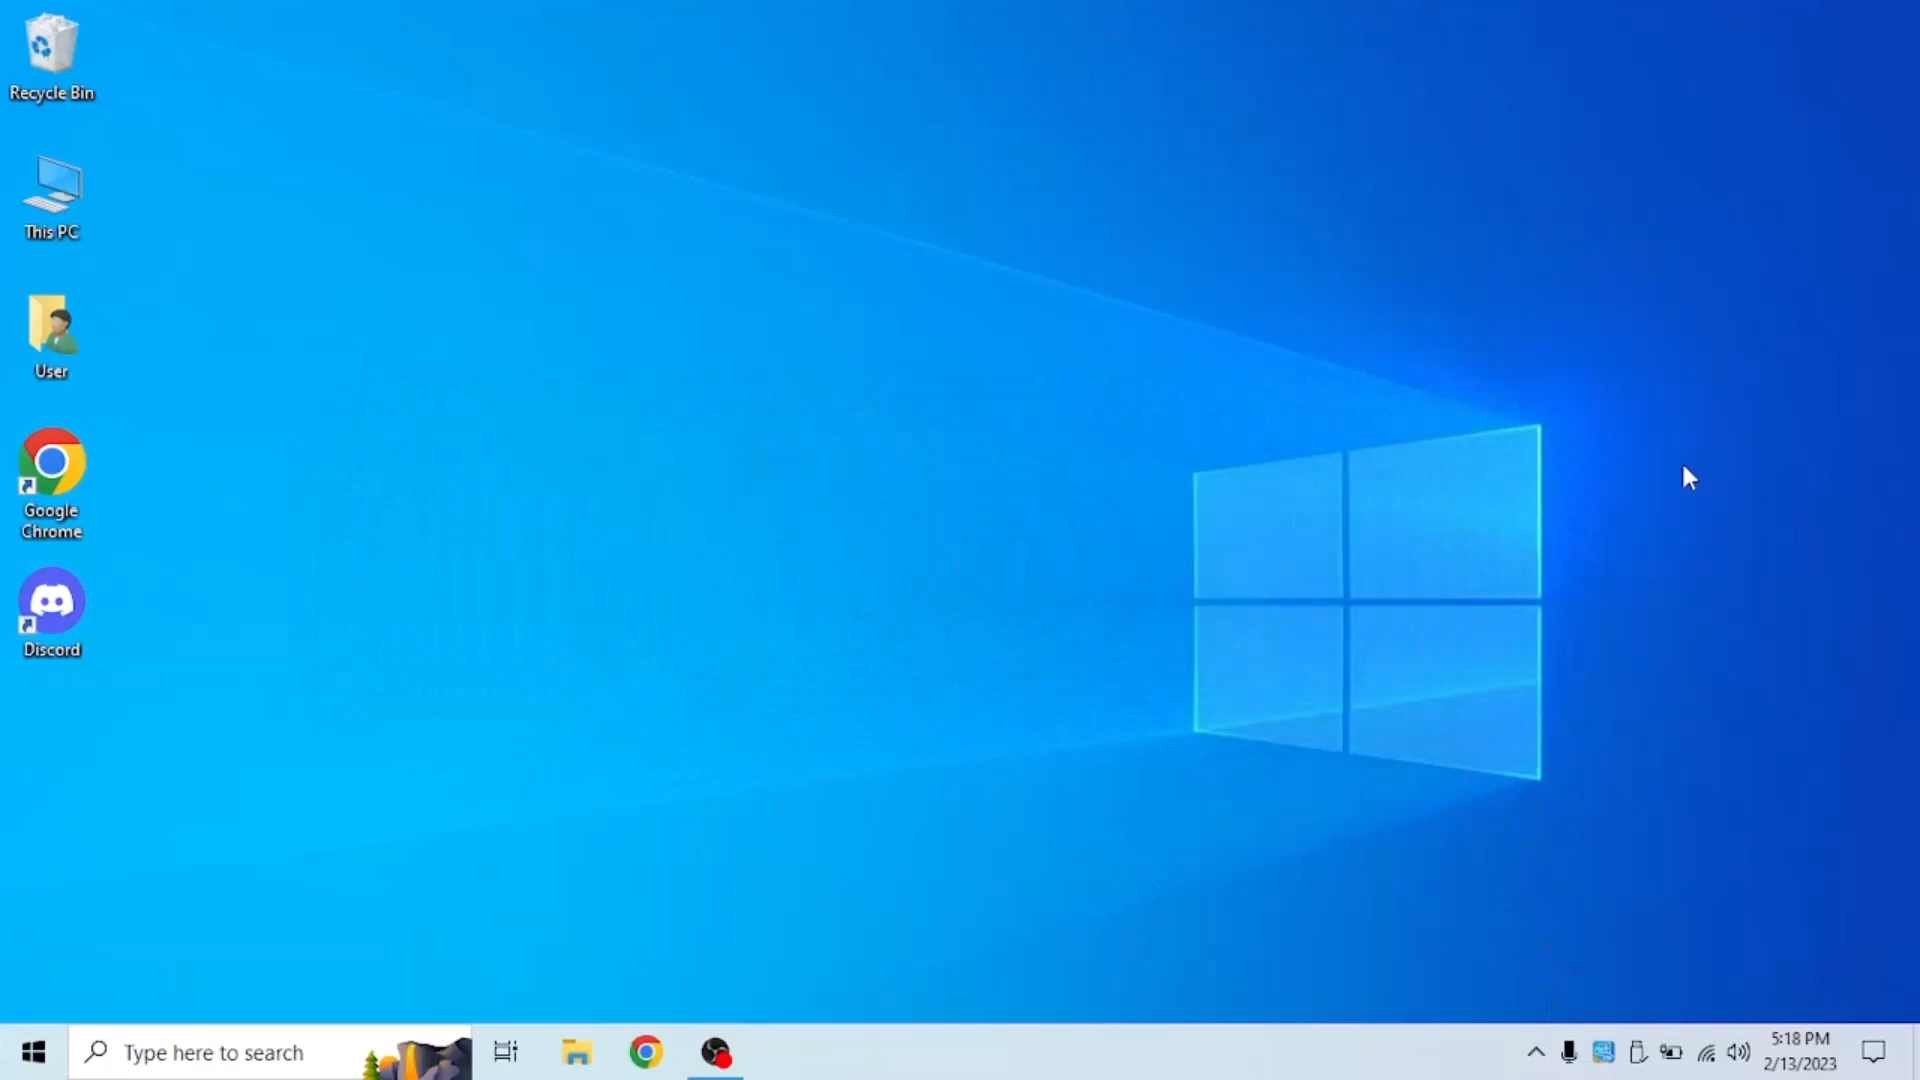 Recycle Bin
This PC
User
Google
Chrome
Discord
Type here to search
5:18 PM
2/13/2023